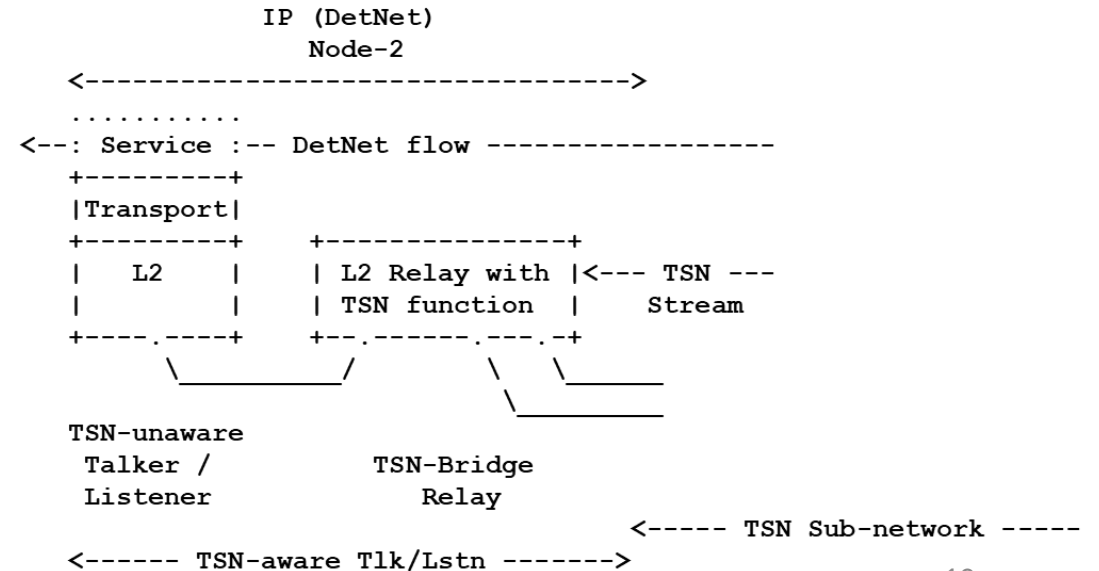 IP (DetNet)
Node-2
<--------------------------------->
...........
<--: Service :-- DetNet flow ------------------
+---------+
|Transport|
+---------+    +---------------+
|   L2    |    | L2 Relay with |<--- TSN ---
|         |    | TSN function  |    Stream
+----.----+    +--.------.---.-+
\__________/ \ \______
\_________
TSN-unaware
Talker /    TSN-Bridge
Listener    Relay
<----- TSN Sub-network -----
<------ TSN-aware Tlk/Lstn ------->